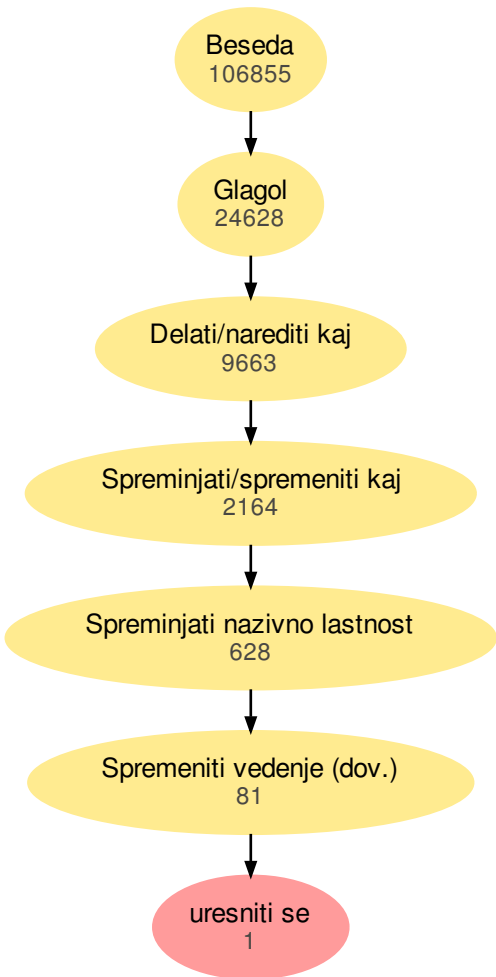 Beseda
106855
Glagol
24628
Delati/narediti kaj
9663
Spreminjati/spremeniti kaj
2164
Spreminjati nazivno lastnost
628
Spremeniti vedenje (dov.)
81
uresniti se
1